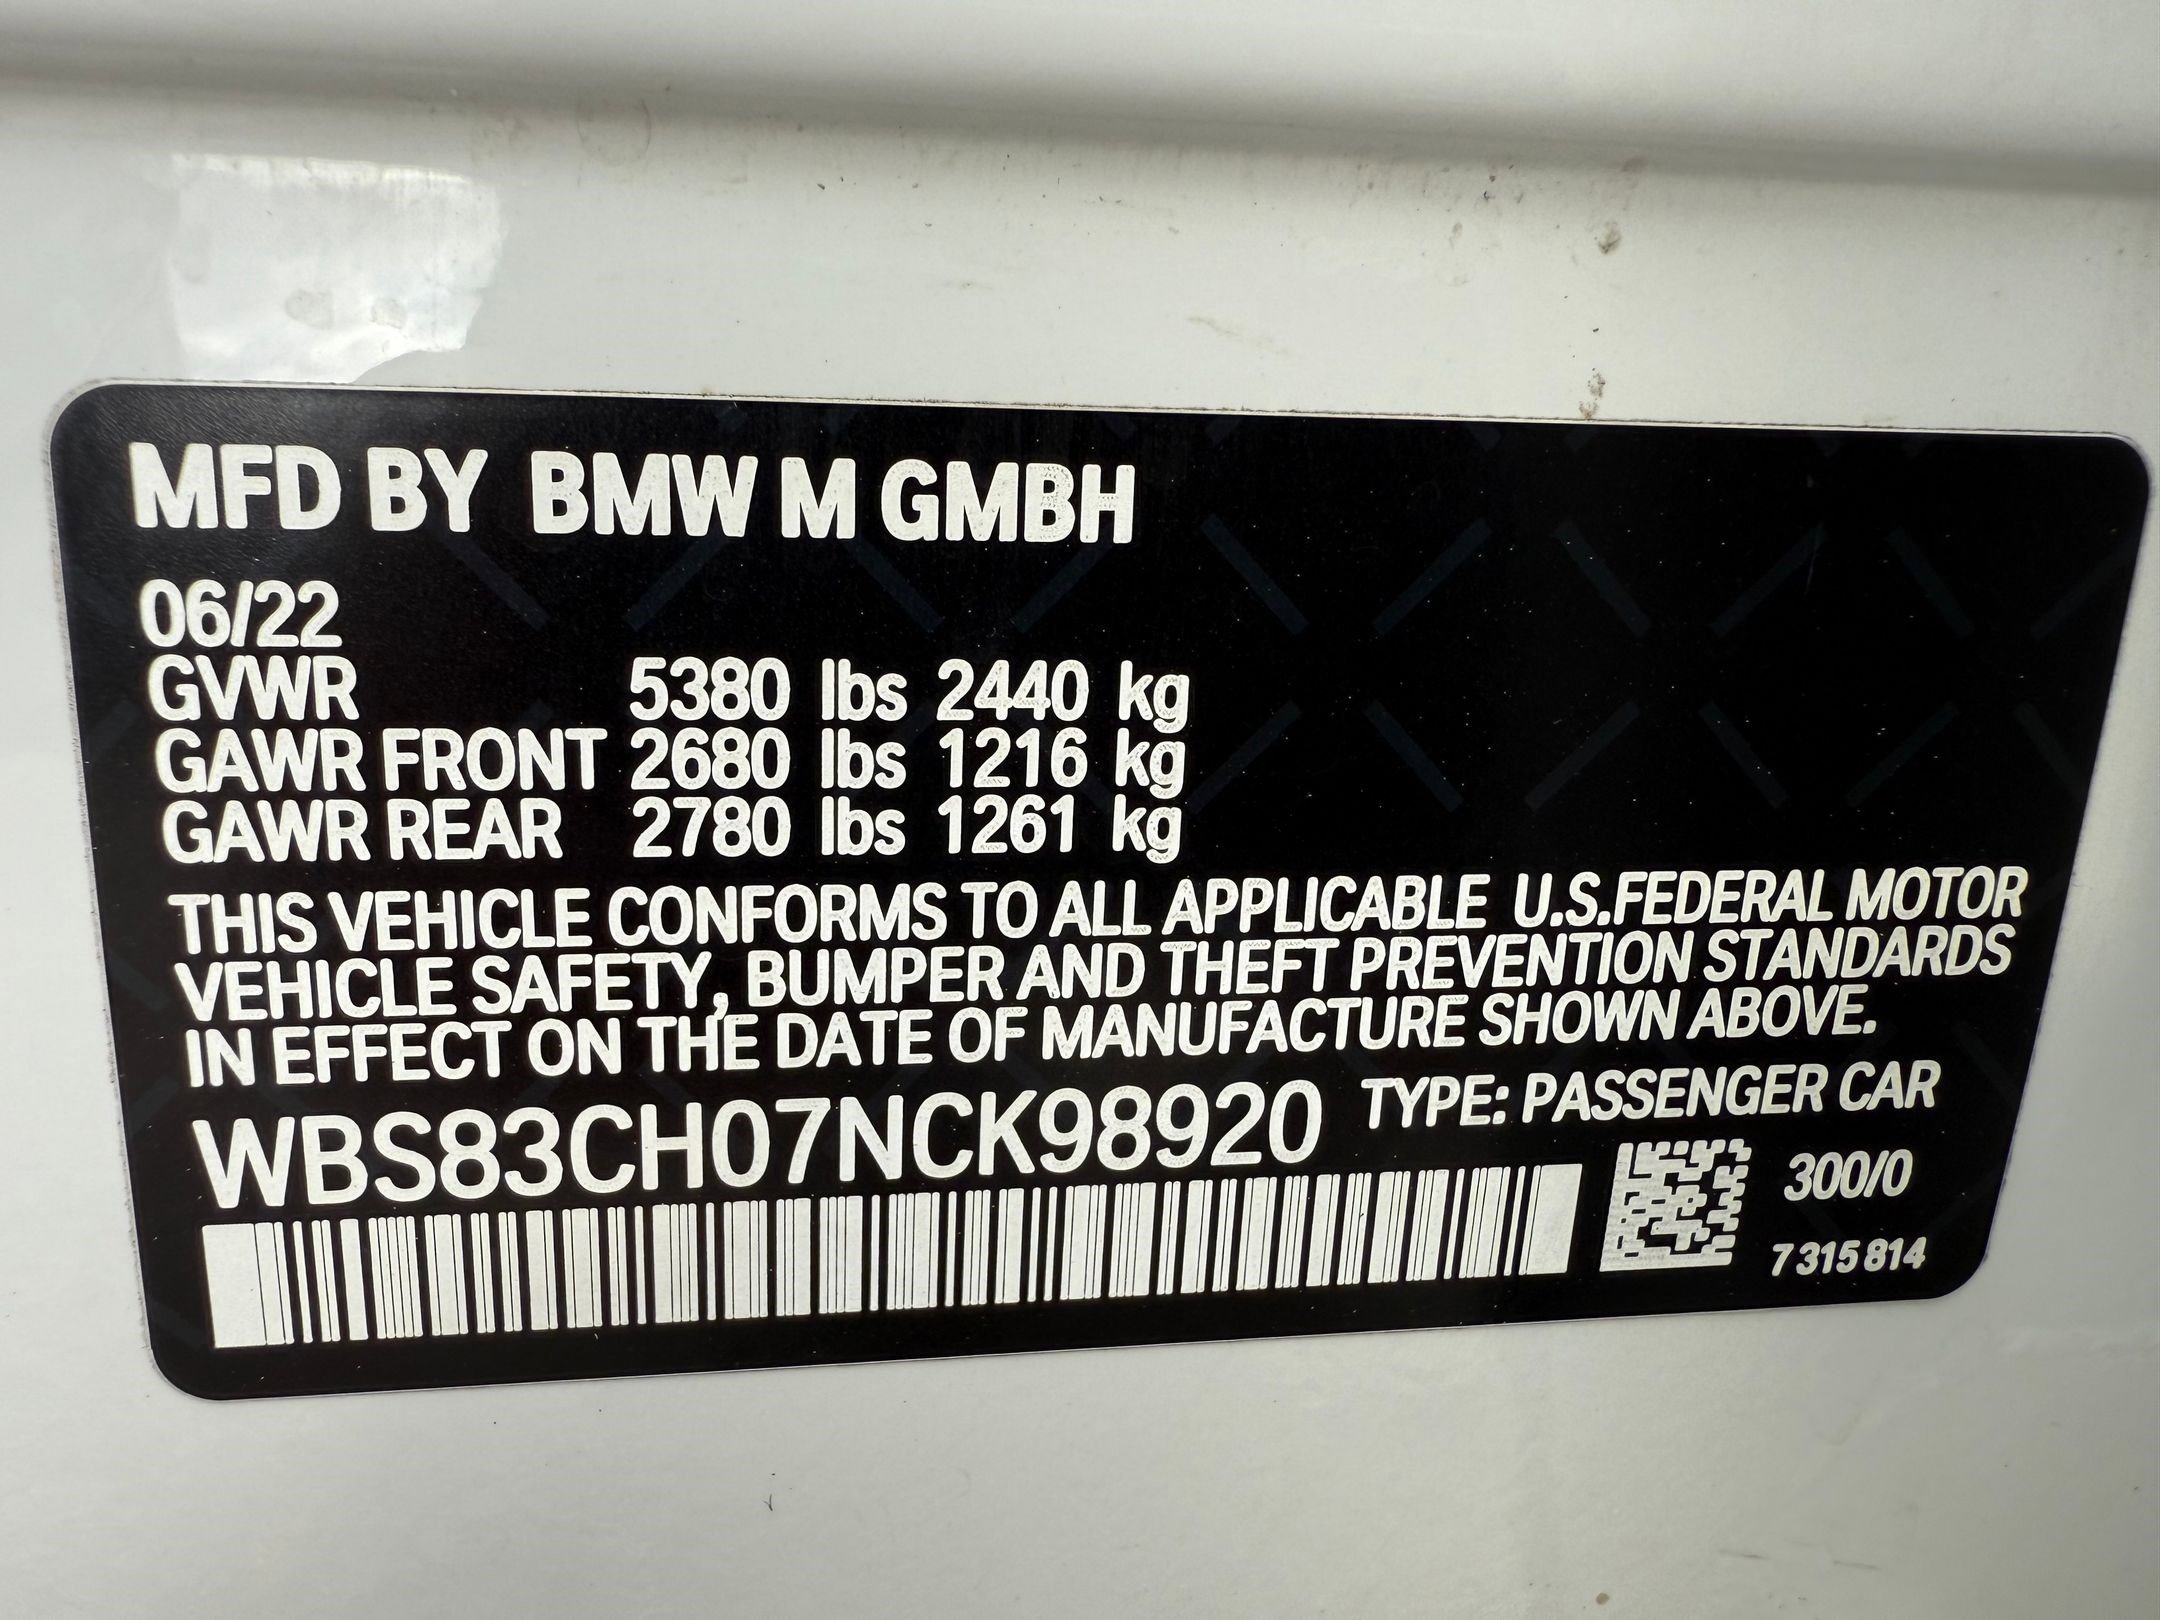 MFD BY BMW M GMBH
06/22
GVWR 5380 lbs 2440 kg
GAWR FRONT 2680 lbs 1216 kg
GAWR REAR 2780 lbs 1261 kg
THIS VEHICLE CONFORMS TO ALL APPLICABLE U.S.FEDERAL MOTOR
VEHICLE SAFETY, BUMPER AND THEFT PREVENTION STANDARDS
IN EFFECT ON THE DATE OF MANUFACTURE SHOWN ABOVE.
WBS83CH07NCK98920 TYPE: PASSENGER CAR
300/0
7 315 814